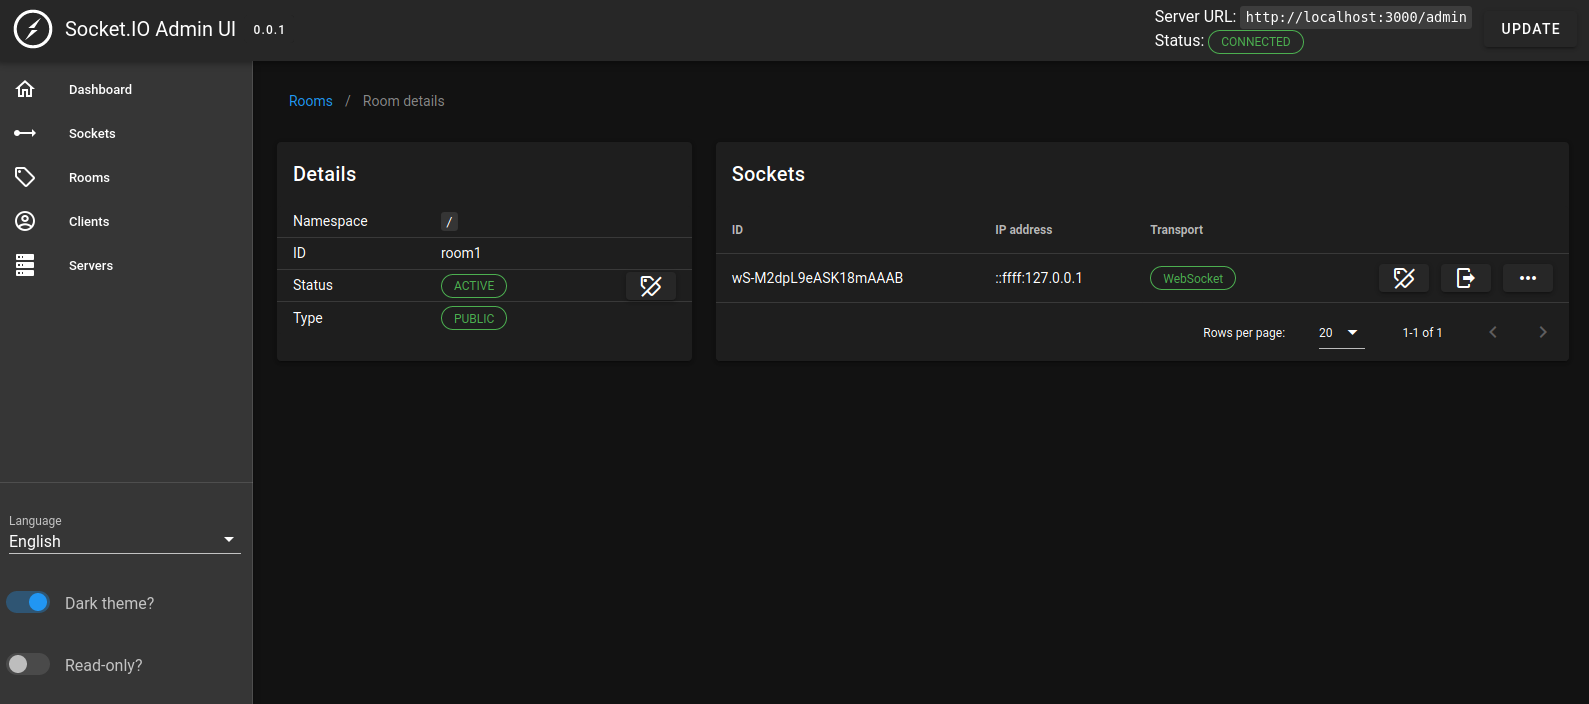 Socket.IO Admin UI 0.0.1
Server URL: http://localhost:3000/admin
Status: CONNECTED
UPDATE
Dashboard
Sockets
Rooms
Clients
Servers
Language
English
Dark theme?
Read-only?
Rooms / Room details
Details
Namespace /
ID room1
Status ACTIVE
Type PUBLIC
Sockets
ID IP address Transport
wS-M2dpL9eASK18mAAAB ::ffff:127.0.0.1 WebSocket
Rows per page: 20 1-1 of 1